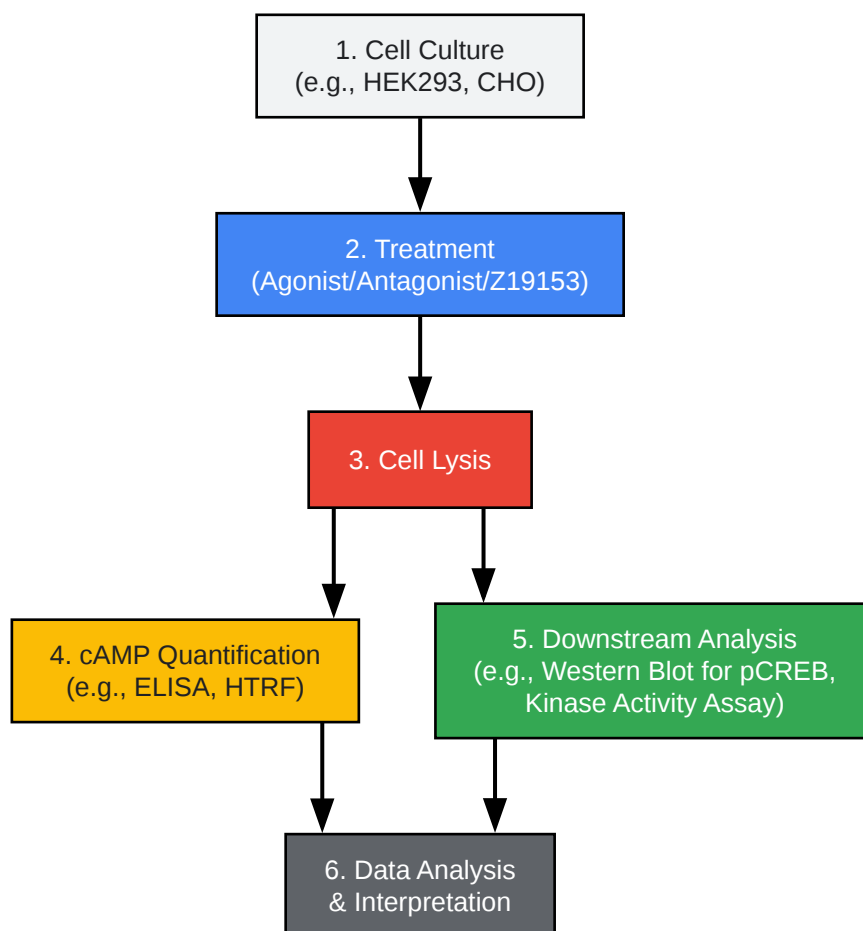 1. Cell Culture
(e.g., HEK293, CHO)
2. Treatment
(Agonist/Antagonist/Z19153)
3. Cell Lysis
4. cAMP Quantification
(e.g., ELISA, HTRF)
5. Downstream Analysis
(e.g., Western Blot for pCREB,
Kinase Activity Assay)
6. Data Analysis
& Interpretation